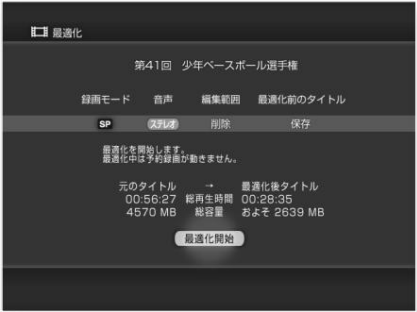 最適化
第41回 少年ベースボール選手権
録画モード 音声 編集範囲 最適化前のタイトル
SP ステレオ 削除 保存
最適化を開始します。
最適化中は予約録画が動きません。
元のタイトル → 最適化後タイトル
00:56:27 総再生時間 00:28:35
4570 MB 総容量 およそ 2639 MB
最適化開始